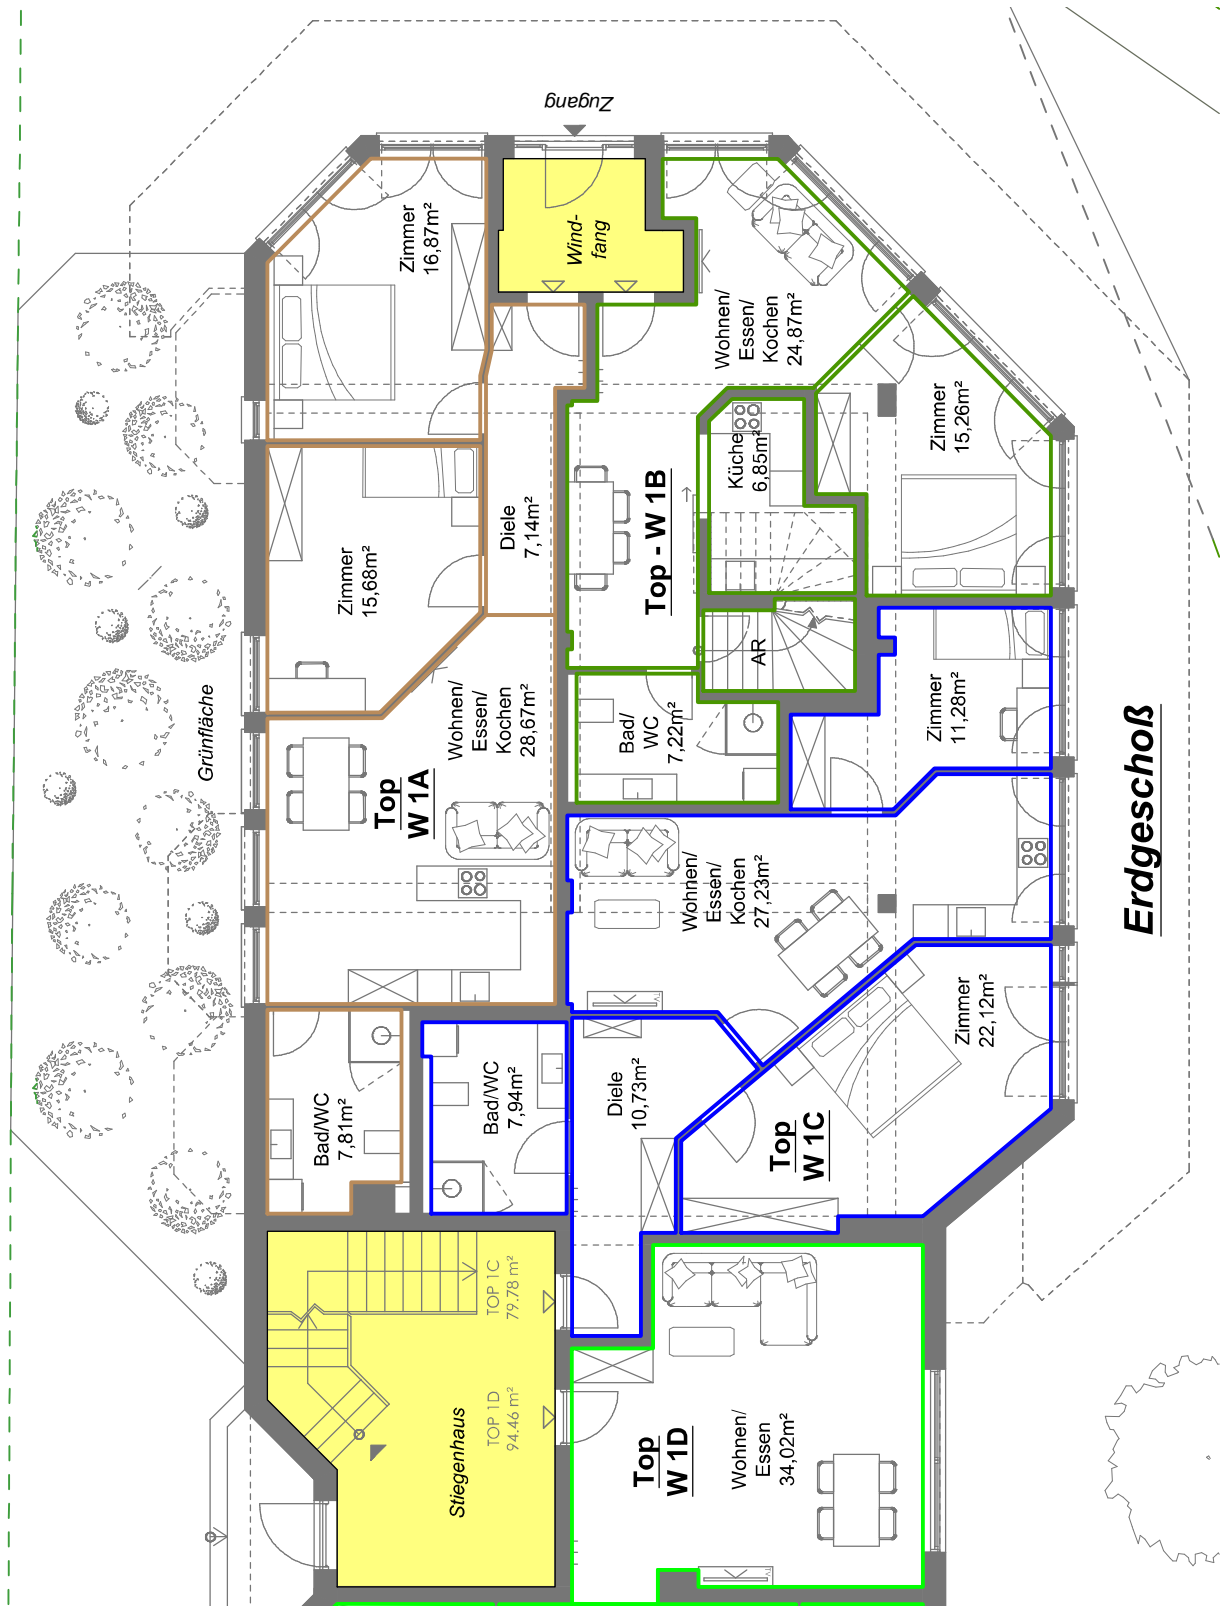 Zugang
Wind-
fang
Zimmer
16,87m²
Wohnen/
Essen/
Kochen
24,87m²
Zimmer
15,26m²
Küche
6,85m²
Diele
7,14m²
Top - W 1B
Zimmer
15,68m²
AR
Grünfläche
Wohnen/
Essen/
Kochen
28,67m²
Bad/
WC
7,22m²
Zimmer
11,28m²
Top
W 1A
Erdgeschoß
Wohnen/
Essen/
Kochen
27,23m²
Zimmer
22,12m²
TV
Bad/WC
7,81m²
Bad/WC
7,94m²
Diele
10,73m²
Top
W 1C
TOP 1C
79.78 m²
TOP 1D
94.46 m²
Stiegenhaus
Top
W 1D
Wohnen/
Essen
34,02m²
TV